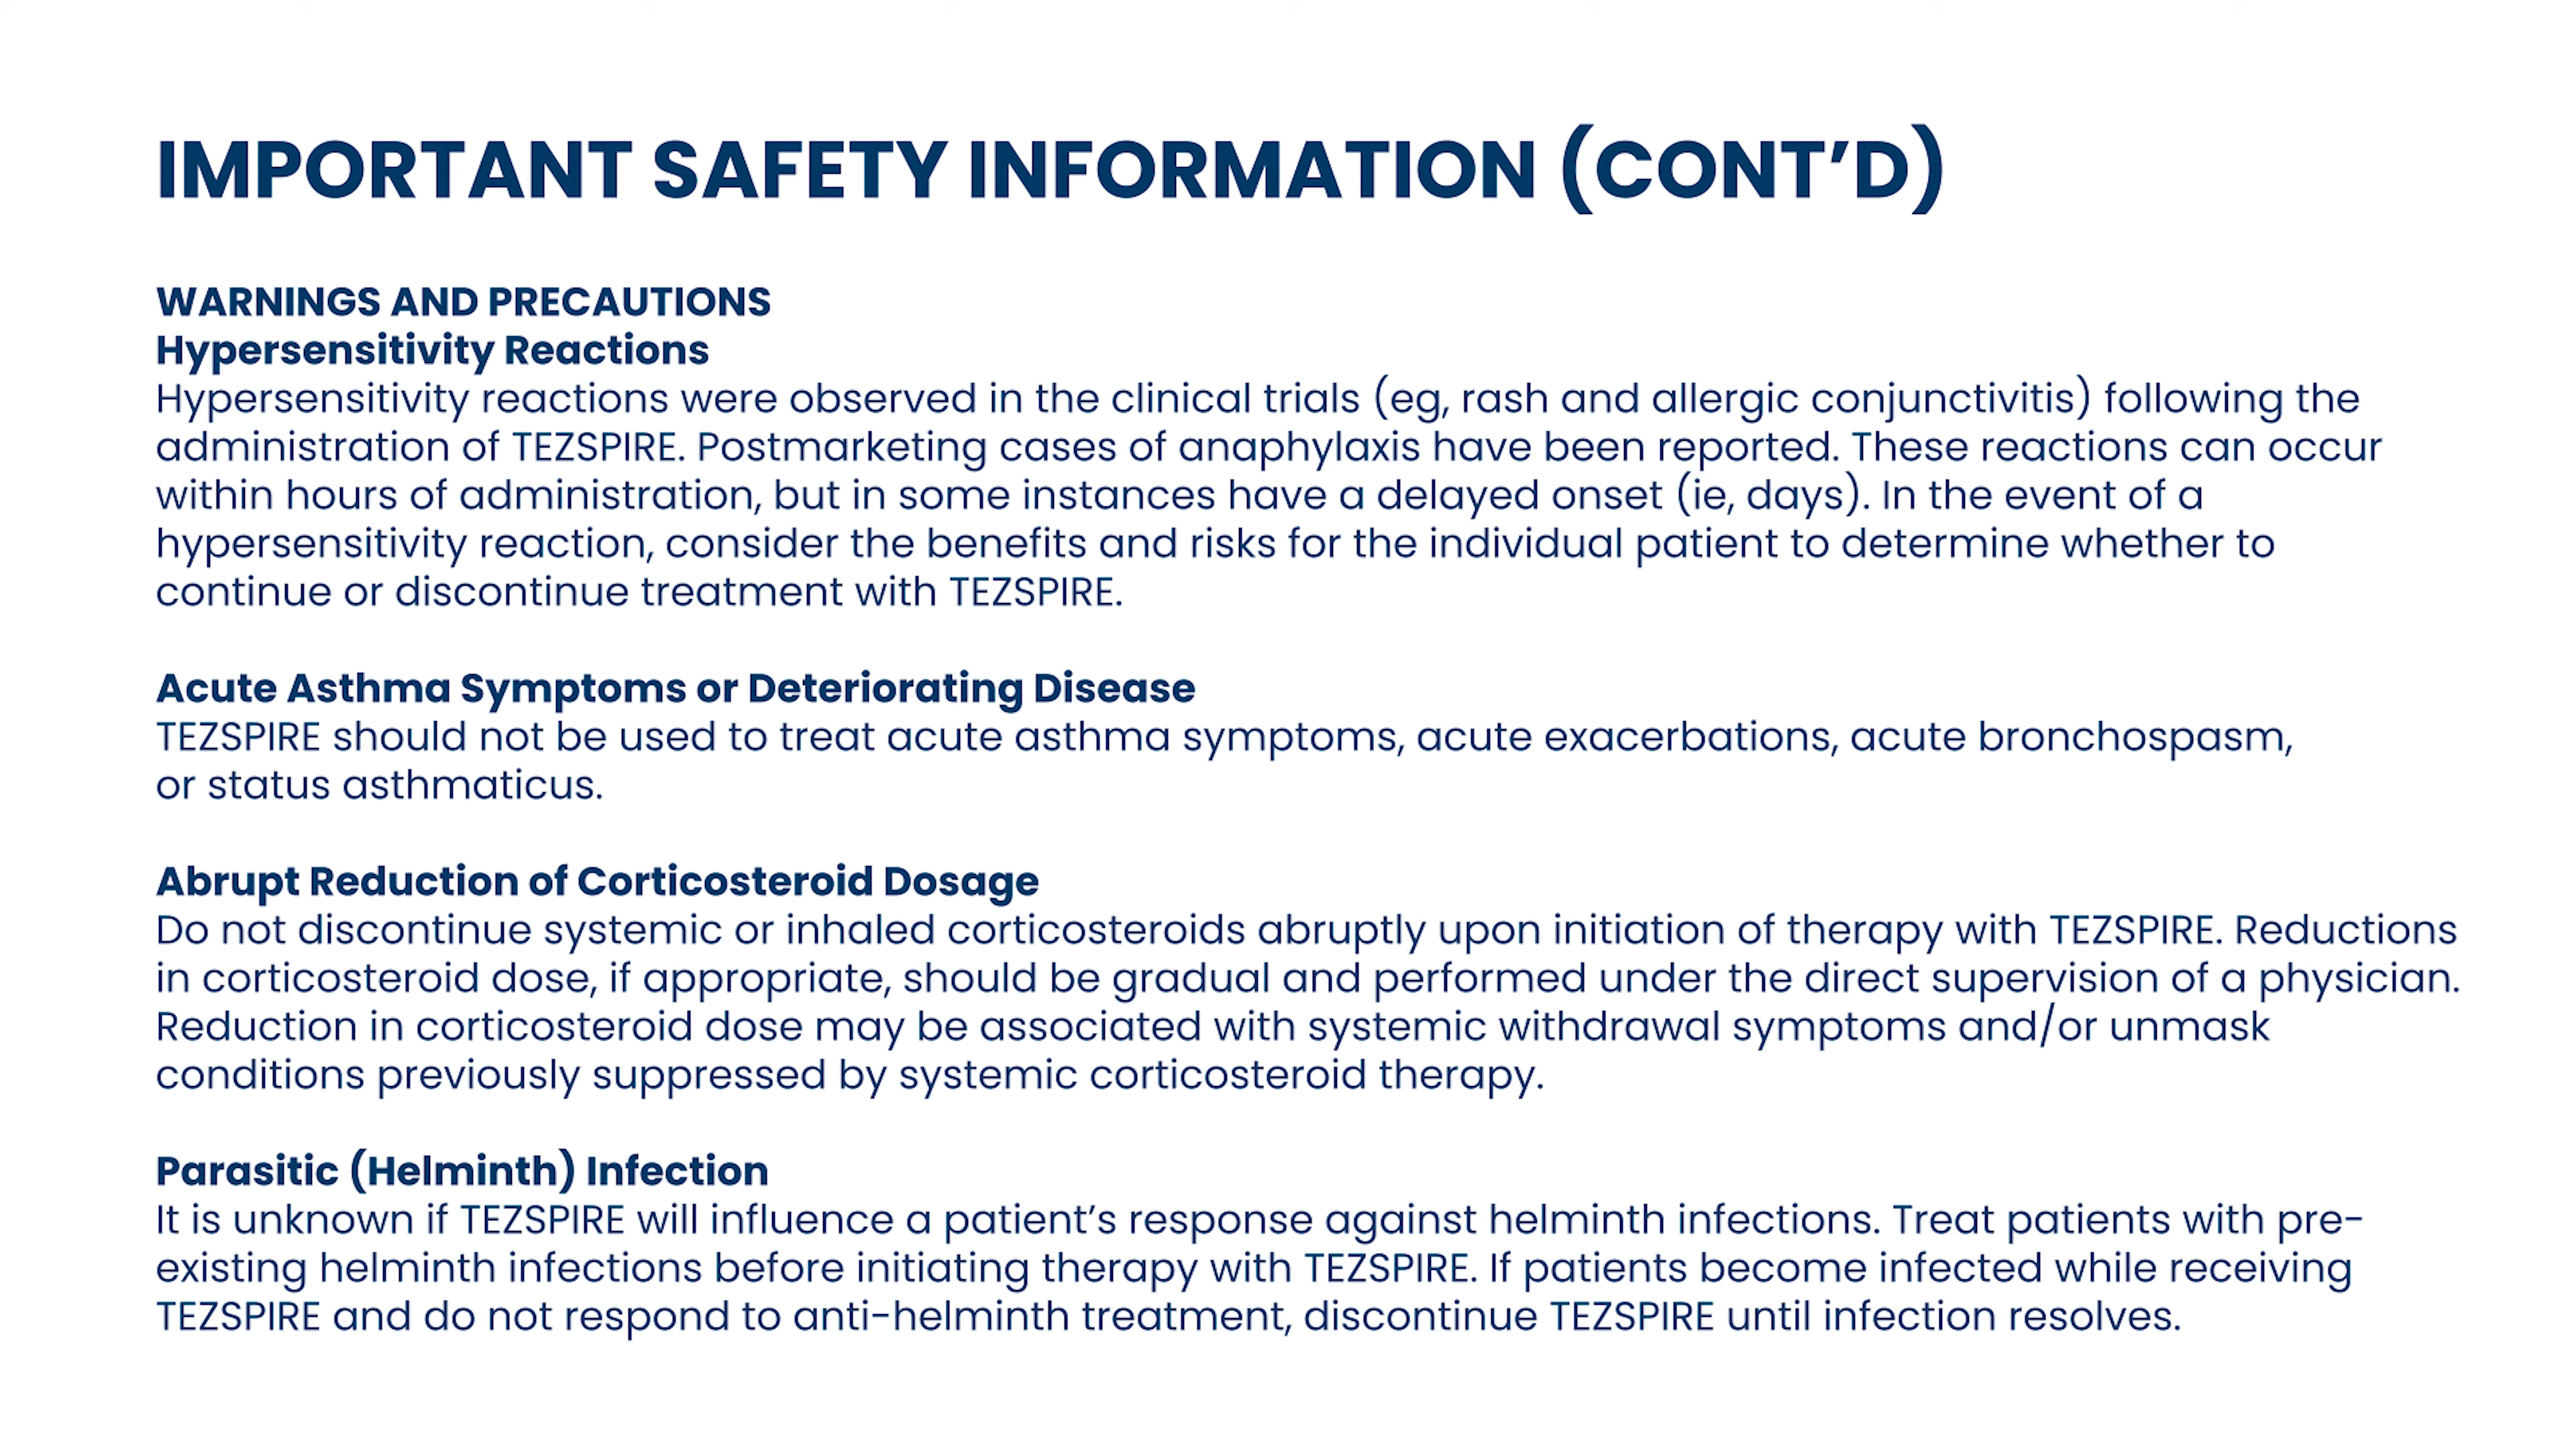 IMPORTANT SAFETY INFORMATION (CONT’D)
WARNINGS AND PRECAUTIONS
Hypersensitivity Reactions
Hypersensitivity reactions were observed in the clinical trials (eg, rash and allergic conjunctivitis) following the
administration of TEZSPIRE. Postmarketing cases of anaphylaxis have been reported. These reactions can occur
within hours of administration, but in some instances have a delayed onset (ie, days). In the event of a
hypersensitivity reaction, consider the benefits and risks for the individual patient to determine whether to
continue or discontinue treatment with TEZSPIRE.
Acute Asthma Symptoms or Deteriorating Disease
TEZSPIRE should not be used to treat acute asthma symptoms, acute exacerbations, acute bronchospasm,
or status asthmaticus.
Abrupt Reduction of Corticosteroid Dosage
Do not discontinue systemic or inhaled corticosteroids abruptly upon initiation of therapy with TEZSPIRE. Reductions
in corticosteroid dose, if appropriate, should be gradual and performed under the direct supervision of a physician.
Reduction in corticosteroid dose may be associated with systemic withdrawal symptoms and/or unmask
conditions previously suppressed by systemic corticosteroid therapy.
Parasitic (Helminth) Infection
It is unknown if TEZSPIRE will influence a patient’s response against helminth infections. Treat patients with pre-
existing helminth infections before initiating therapy with TEZSPIRE. If patients become infected while receiving
TEZSPIRE and do not respond to anti-helminth treatment, discontinue TEZSPIRE until infection resolves.